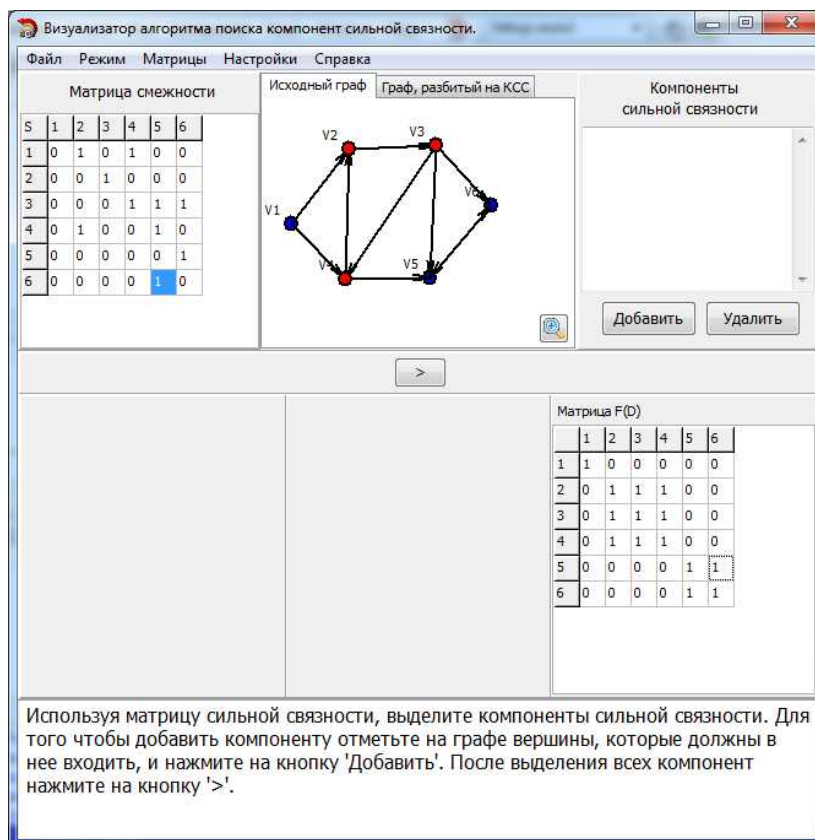 Визуализатор алгоритма поиска компонент сильной связности.
Файл Режим Матрицы Настройки Справка
Матрица смежности
S 1 2 3 4 5 6
1 0 1 0 1 0 0
2 0 0 1 0 0 0
3 0 0 0 1 1 1
4 0 1 0 0 1 0
5 0 0 0 0 0 1
6 0 0 0 0 1 0
Исходный граф Граф, разбитый на КСС
V2 V3
V6
V1
V4 V5
Компоненты
сильной связности
Добавить Удалить
>
Матрица F(D)
1 2 3 4 5 6
1 1 0 0 0 0 0
2 0 1 1 1 0 0
3 0 1 1 1 0 0
4 0 1 1 1 0 0
5 0 0 0 0 1 1
6 0 0 0 0 1 1
Используя матрицу сильной связности, выделите компоненты сильной связности. Для
того чтобы добавить компоненту отметьте на графе вершины, которые должны в
нее входить, и нажмите на кнопку 'Добавить'. После выделения всех компонент
нажмите на кнопку '>'.